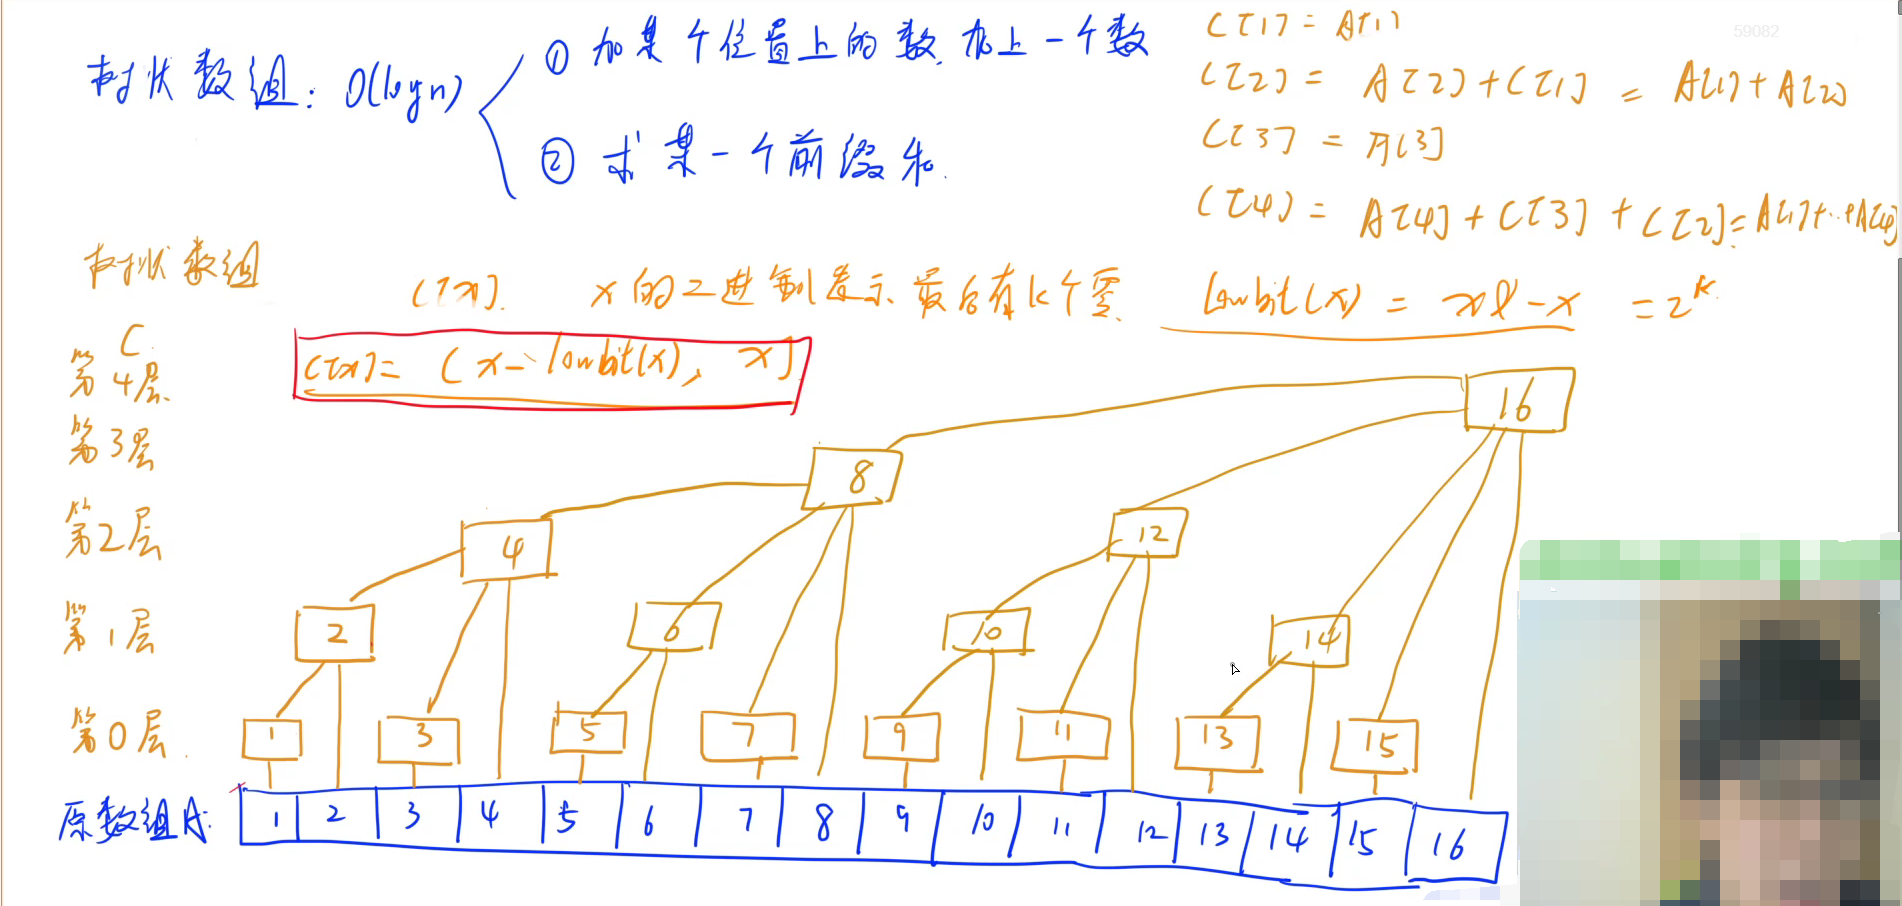 树状数组: O(logn)
① 加某个位置上的数, 加上一个数
② 求某一个前缀和.
C[1] = A[1]
C[2] = A[2] + C[1] = A[1] + A[2]
C[3] = A[3]
C[4] = A[4] + C[3] + C[2] = A[1]+...+A[4]
59082
树状数组
C[x]. x的二进制表示最后有k个零. lowbit(x) = x&-x = 2^k.
C[x] = (x-lowbit(x), x]
C
第4层.
第3层
第2层
第1层
第0层.
16
8
12
4
2 6 10 14
1 3 5 7 9 11 13 15
原数组A: 1 2 3 4 5 6 7 8 9 10 11 12 13 14 15 16